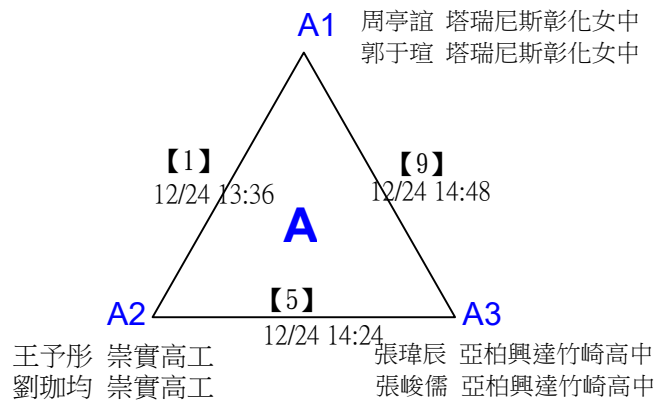 A1
周亭誼 塔瑞尼斯彰化女中
郭于瑄 塔瑞尼斯彰化女中
【1】
12/24 13:36
【9】
12/24 14:48
A
【5】
12/24 14:24
A2
A3
王予彤 崇實高工
劉珈均 崇實高工
張瑋辰 亞柏興達竹崎高中
張峻儒 亞柏興達竹崎高中